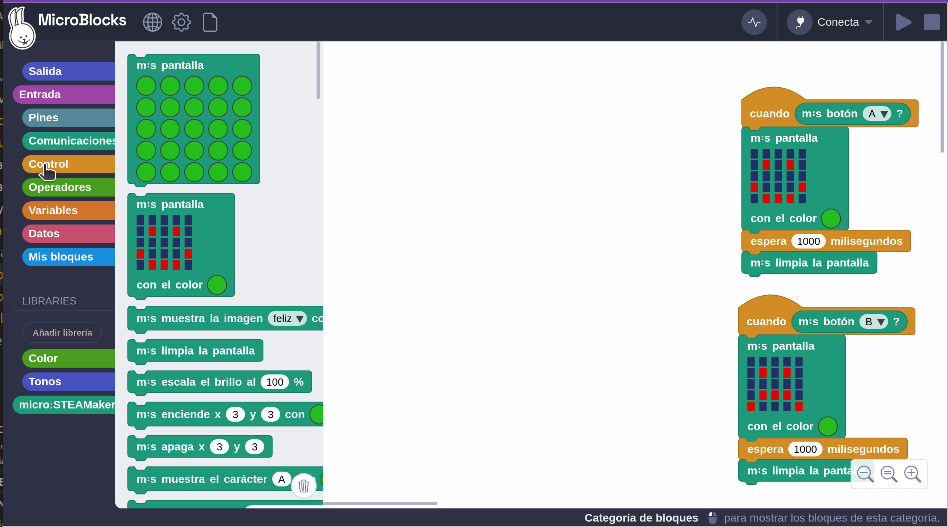 MicroBlocks
Conecta
Salida
Entrada
Pines
Comunicaciones
Control
Operadores
Variables
Datos
Mis bloques
LIBRARIES
Añadir librería
Color
Tonos
micro:STEAMaker
m:s pantalla
m:s pantalla
con el color
m:s muestra la imagen feliz ▼ co
m:s limpia la pantalla
m:s escala el brillo al 100 %
m:s enciende x 3 y 3 con
m:s apaga x 3 y 3
m:s muestra el carácter A
cuando m:s botón A ▼ ?
m:s pantalla
con el color
espera 1000 milisegundos
m:s limpia la pantalla
cuando m:s botón B ▼ ?
m:s pantalla
con el color
espera 1000 milisegundos
m:s limpia la panta
Categoría de bloques para mostrar los bloques de esta categoría.